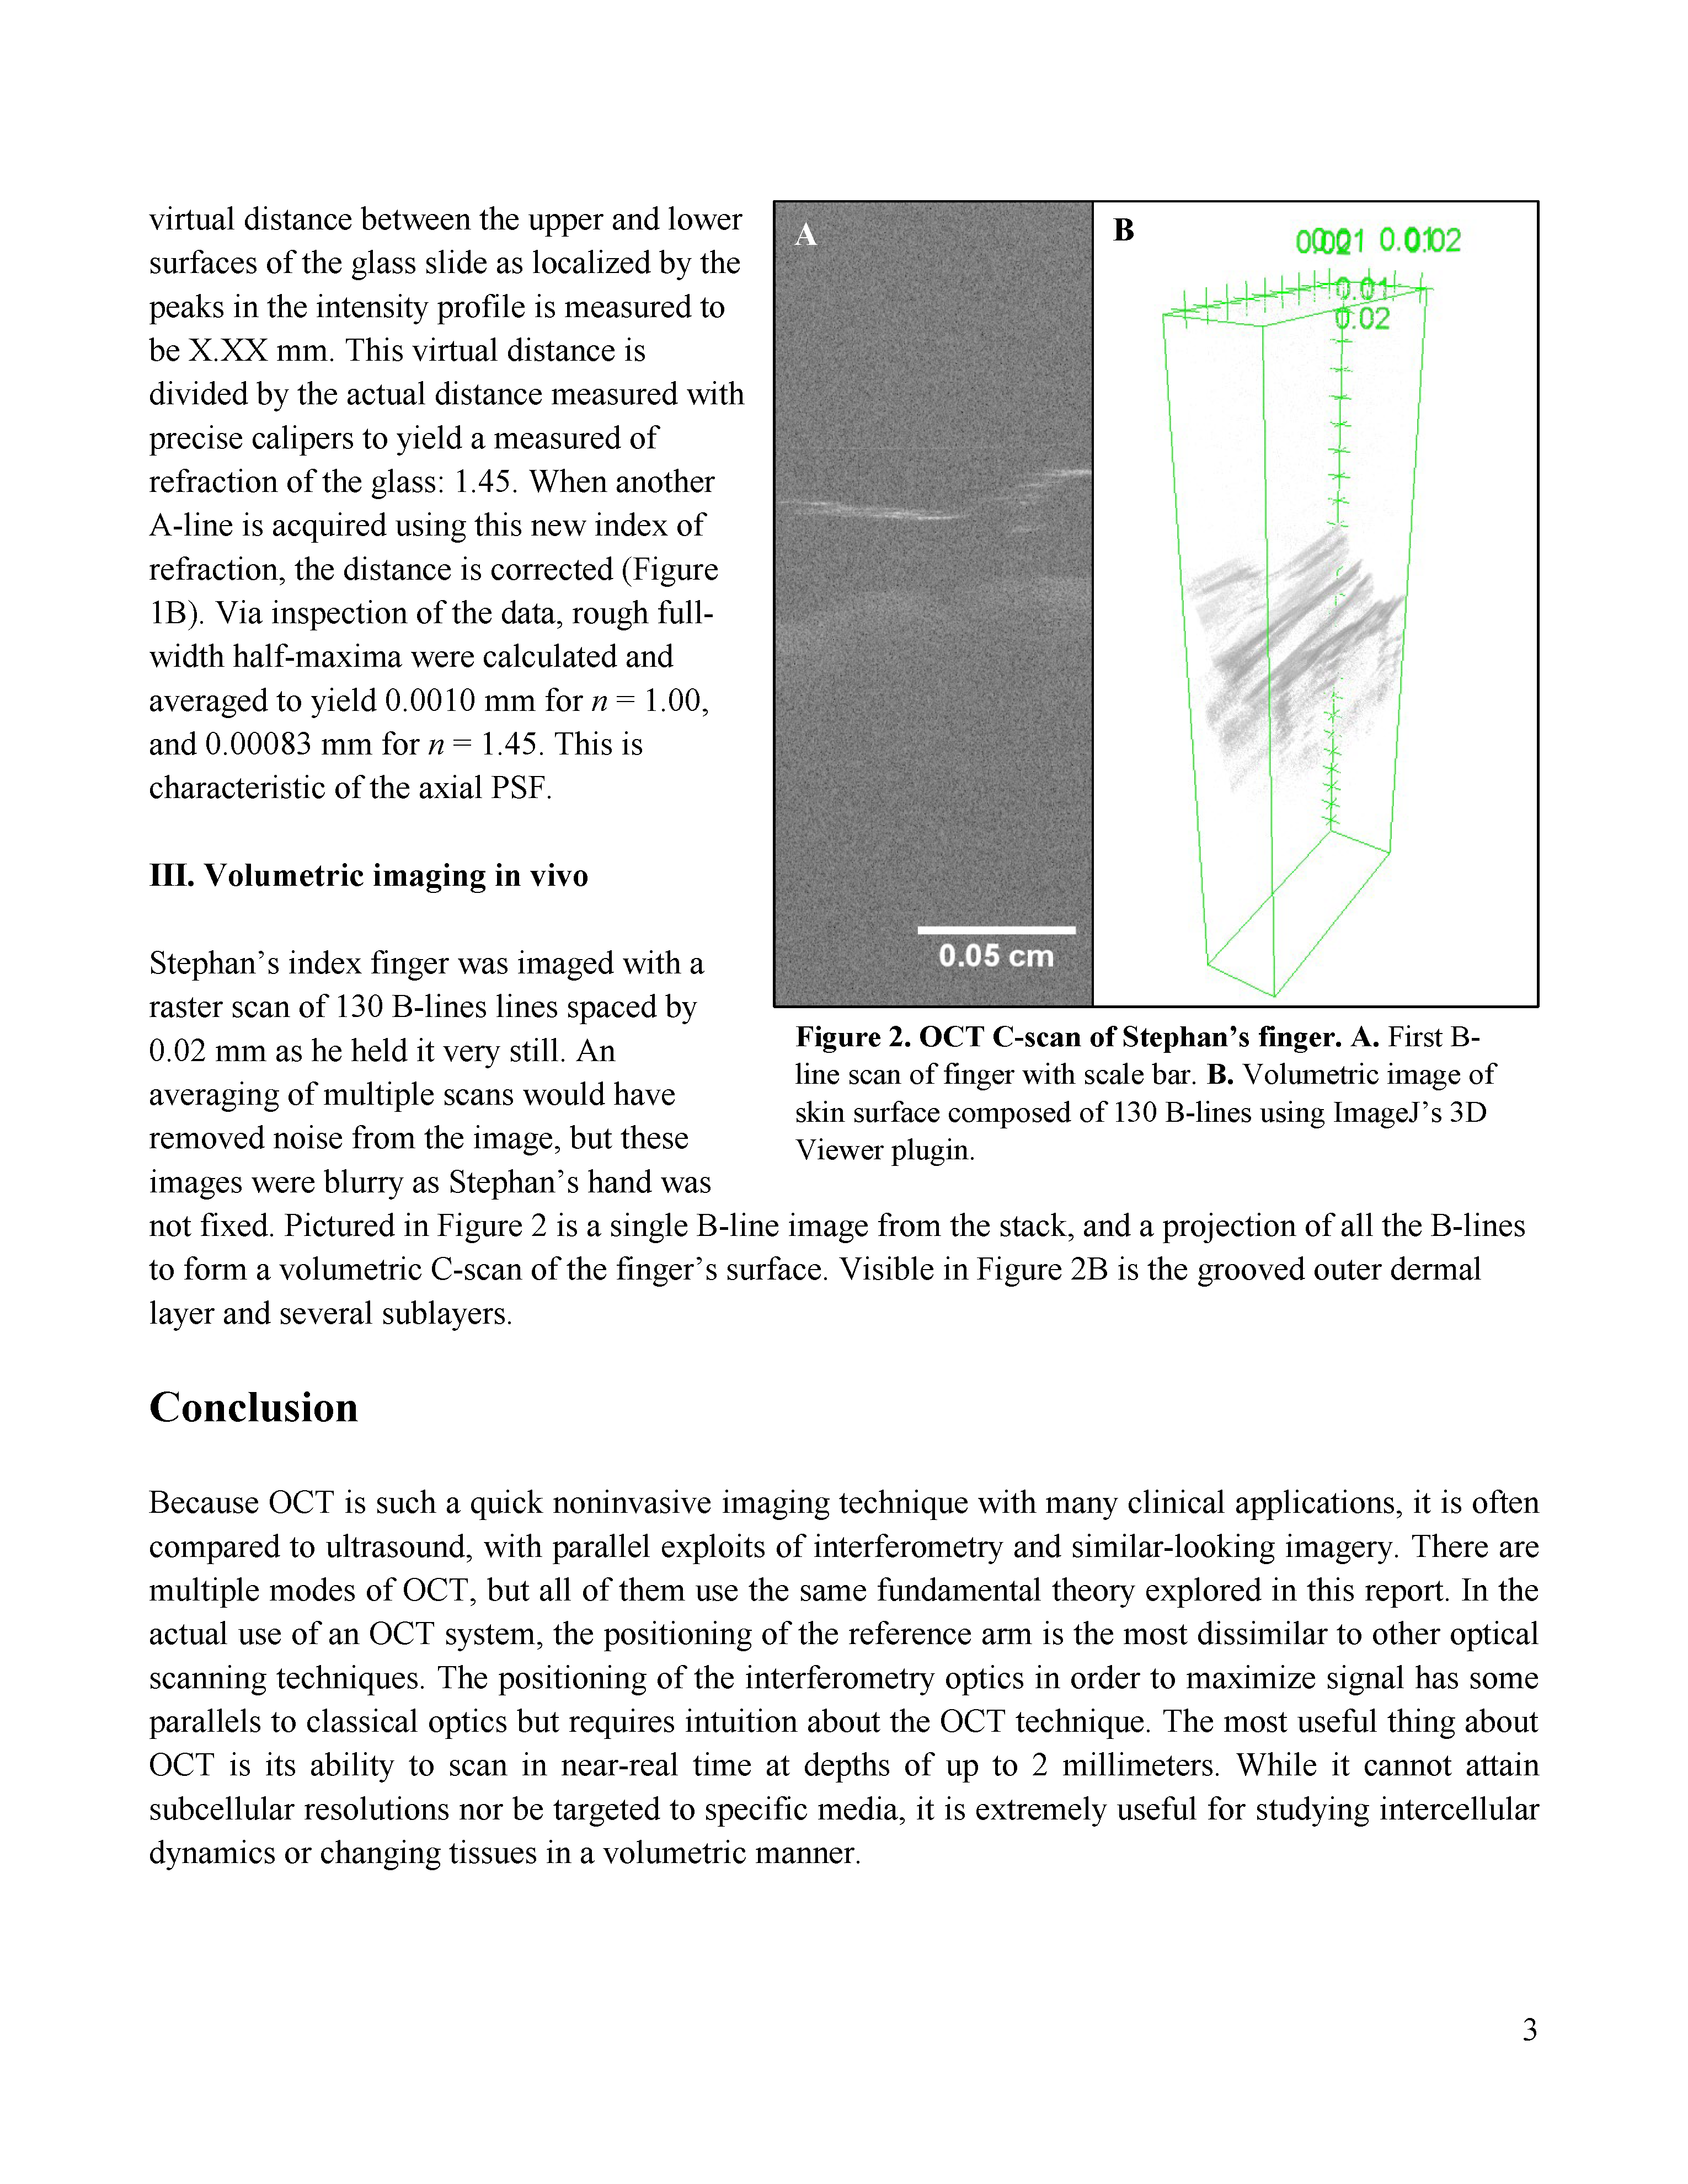 virtual distance between the upper and lower
surfaces of the glass slide as localized by the
peaks in the intensity profile is measured to
be X.XX mm. This virtual distance is
divided by the actual distance measured with
precise calipers to yield a measured of
refraction of the glass: 1.45. When another
A-line is acquired using this new index of
refraction, the distance is corrected (Figure
1B). Via inspection of the data, rough full-
width half-maxima were calculated and
averaged to yield 0.0010 mm for n = 1.00,
and 0.00083 mm for n = 1.45. This is
characteristic of the axial PSF.
III. Volumetric imaging in vivo
Stephan’s index finger was imaged with a
raster scan of 130 B-lines lines spaced by
0.02 mm as he held it very still. An
averaging of multiple scans would have
removed noise from the image, but these
images were blurry as Stephan’s hand was
not fixed. Pictured in Figure 2 is a single B-line image from the stack, and a projection of all the B-lines
to form a volumetric C-scan of the finger’s surface. Visible in Figure 2B is the grooved outer dermal
layer and several sublayers.
A
0.05 cm
B
0.01
0.02
Figure 2. OCT C-scan of Stephan’s finger. A. First B-
line scan of finger with scale bar. B. Volumetric image of
skin surface composed of 130 B-lines using ImageJ’s 3D
Viewer plugin.
Conclusion
Because OCT is such a quick noninvasive imaging technique with many clinical applications, it is often
compared to ultrasound, with parallel exploits of interferometry and similar-looking imagery. There are
multiple modes of OCT, but all of them use the same fundamental theory explored in this report. In the
actual use of an OCT system, the positioning of the reference arm is the most dissimilar to other optical
scanning techniques. The positioning of the interferometry optics in order to maximize signal has some
parallels to classical optics but requires intuition about the OCT technique. The most useful thing about
OCT is its ability to scan in near-real time at depths of up to 2 millimeters. While it cannot attain
subcellular resolutions nor be targeted to specific media, it is extremely useful for studying intercellular
dynamics or changing tissues in a volumetric manner.
3